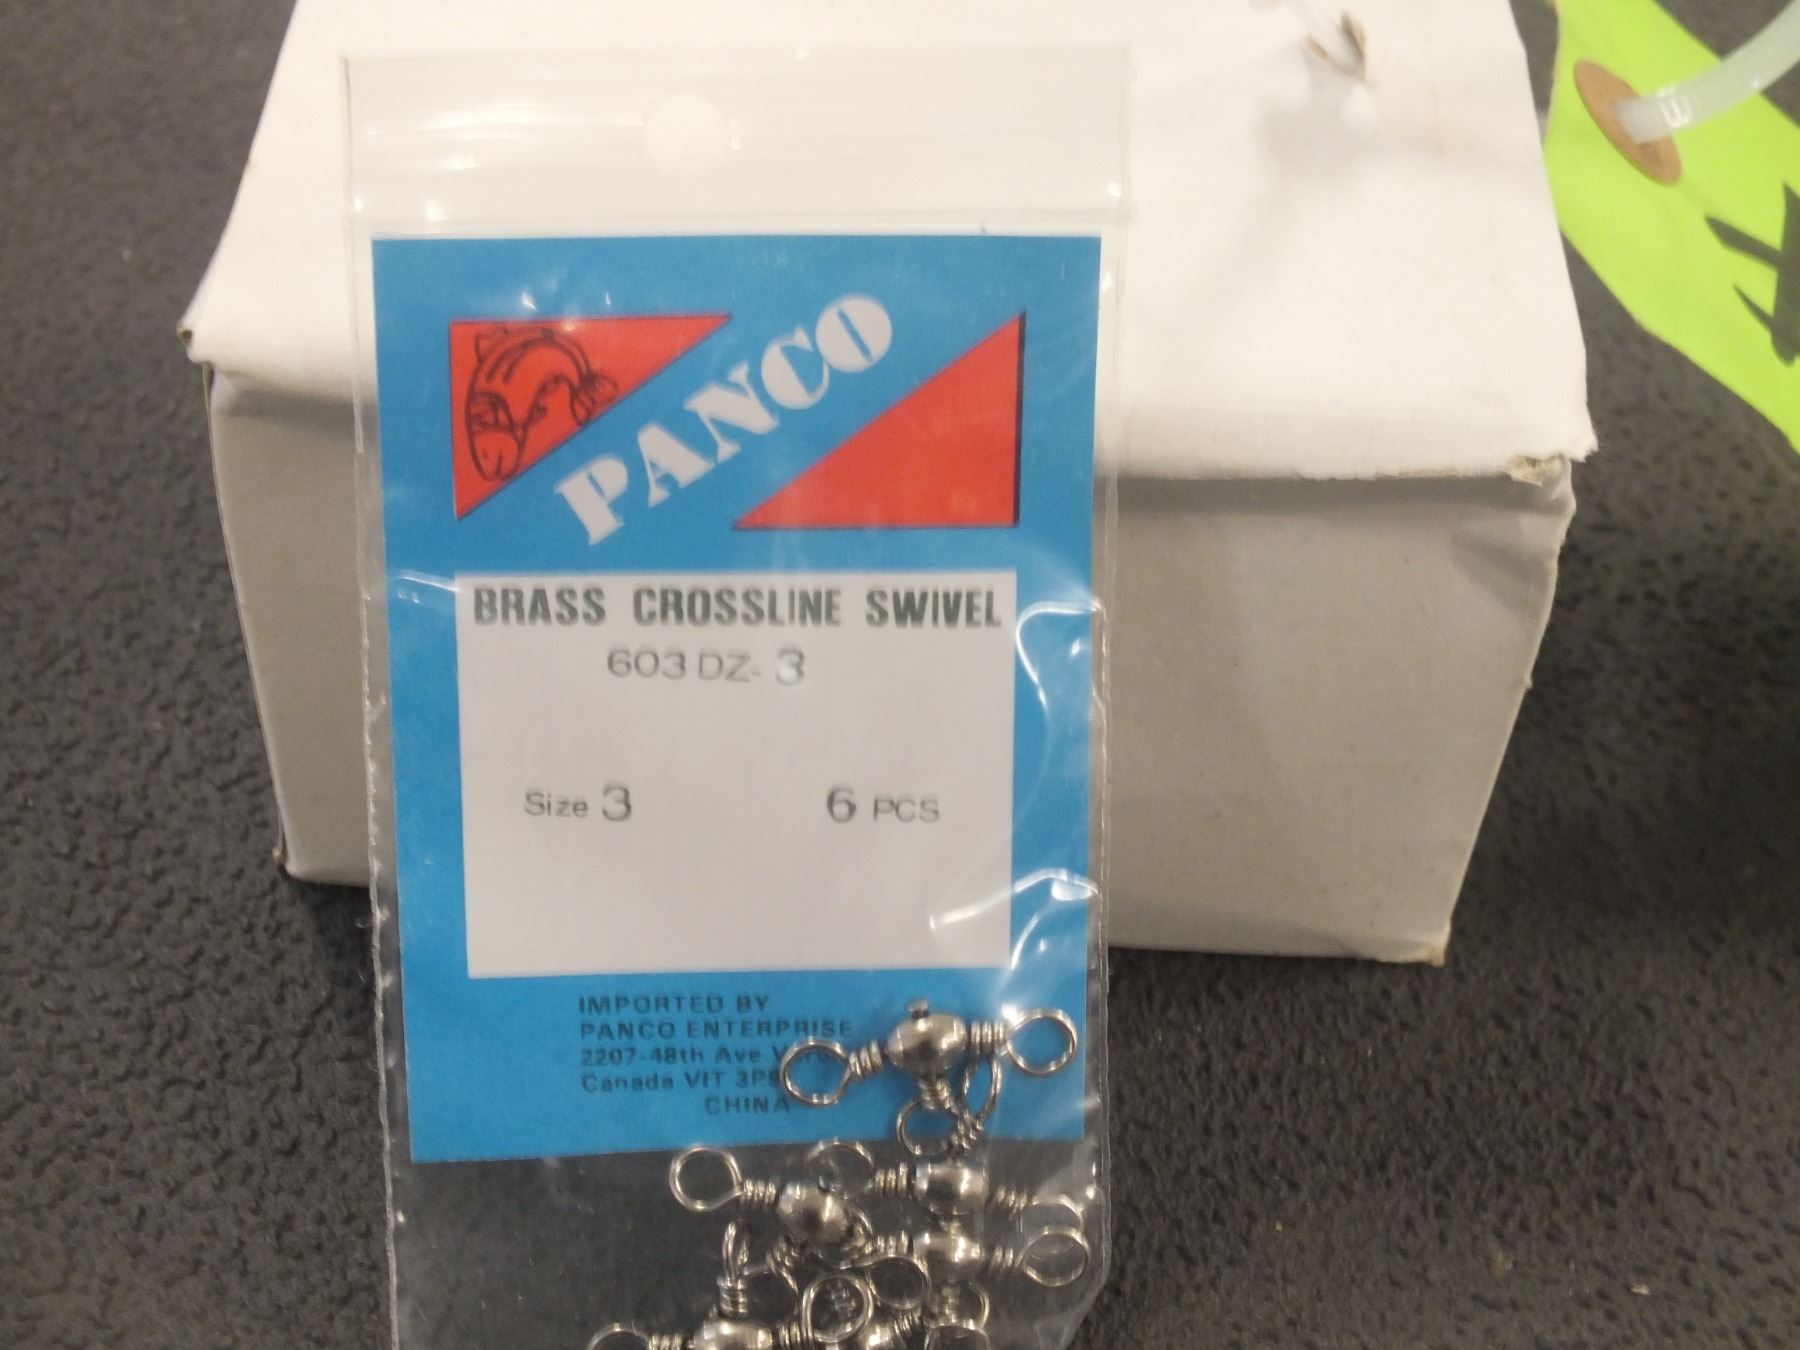 PANCO
BRASS CROSSLINE SWIVEL
603 DZ- 3
Size 3 6 PCS
IMPORTED BY
PANCO ENTERPRISE
2207-48th Ave.
Canada VIT
CHINA